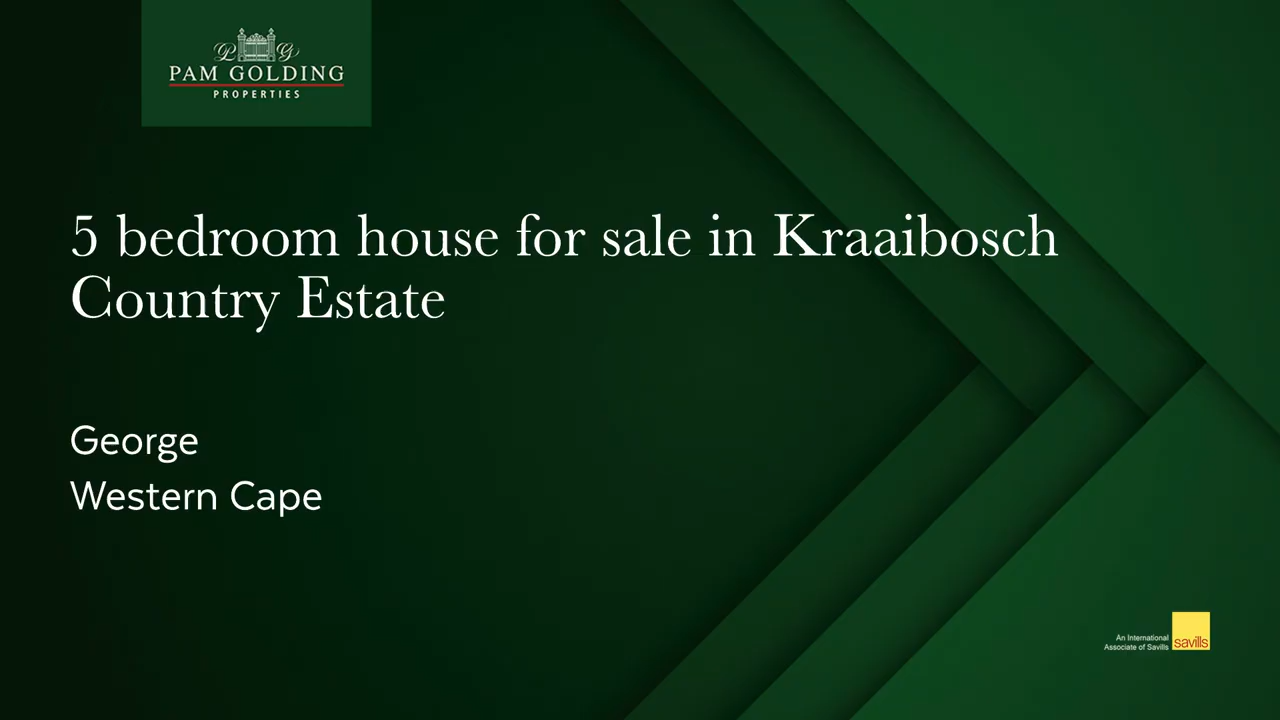 P G
PAM GOLDING
PROPERTIES
5 bedroom house for sale in Kraaibosch
Country Estate
George
Western Cape
An International
Associate of Savills
savills